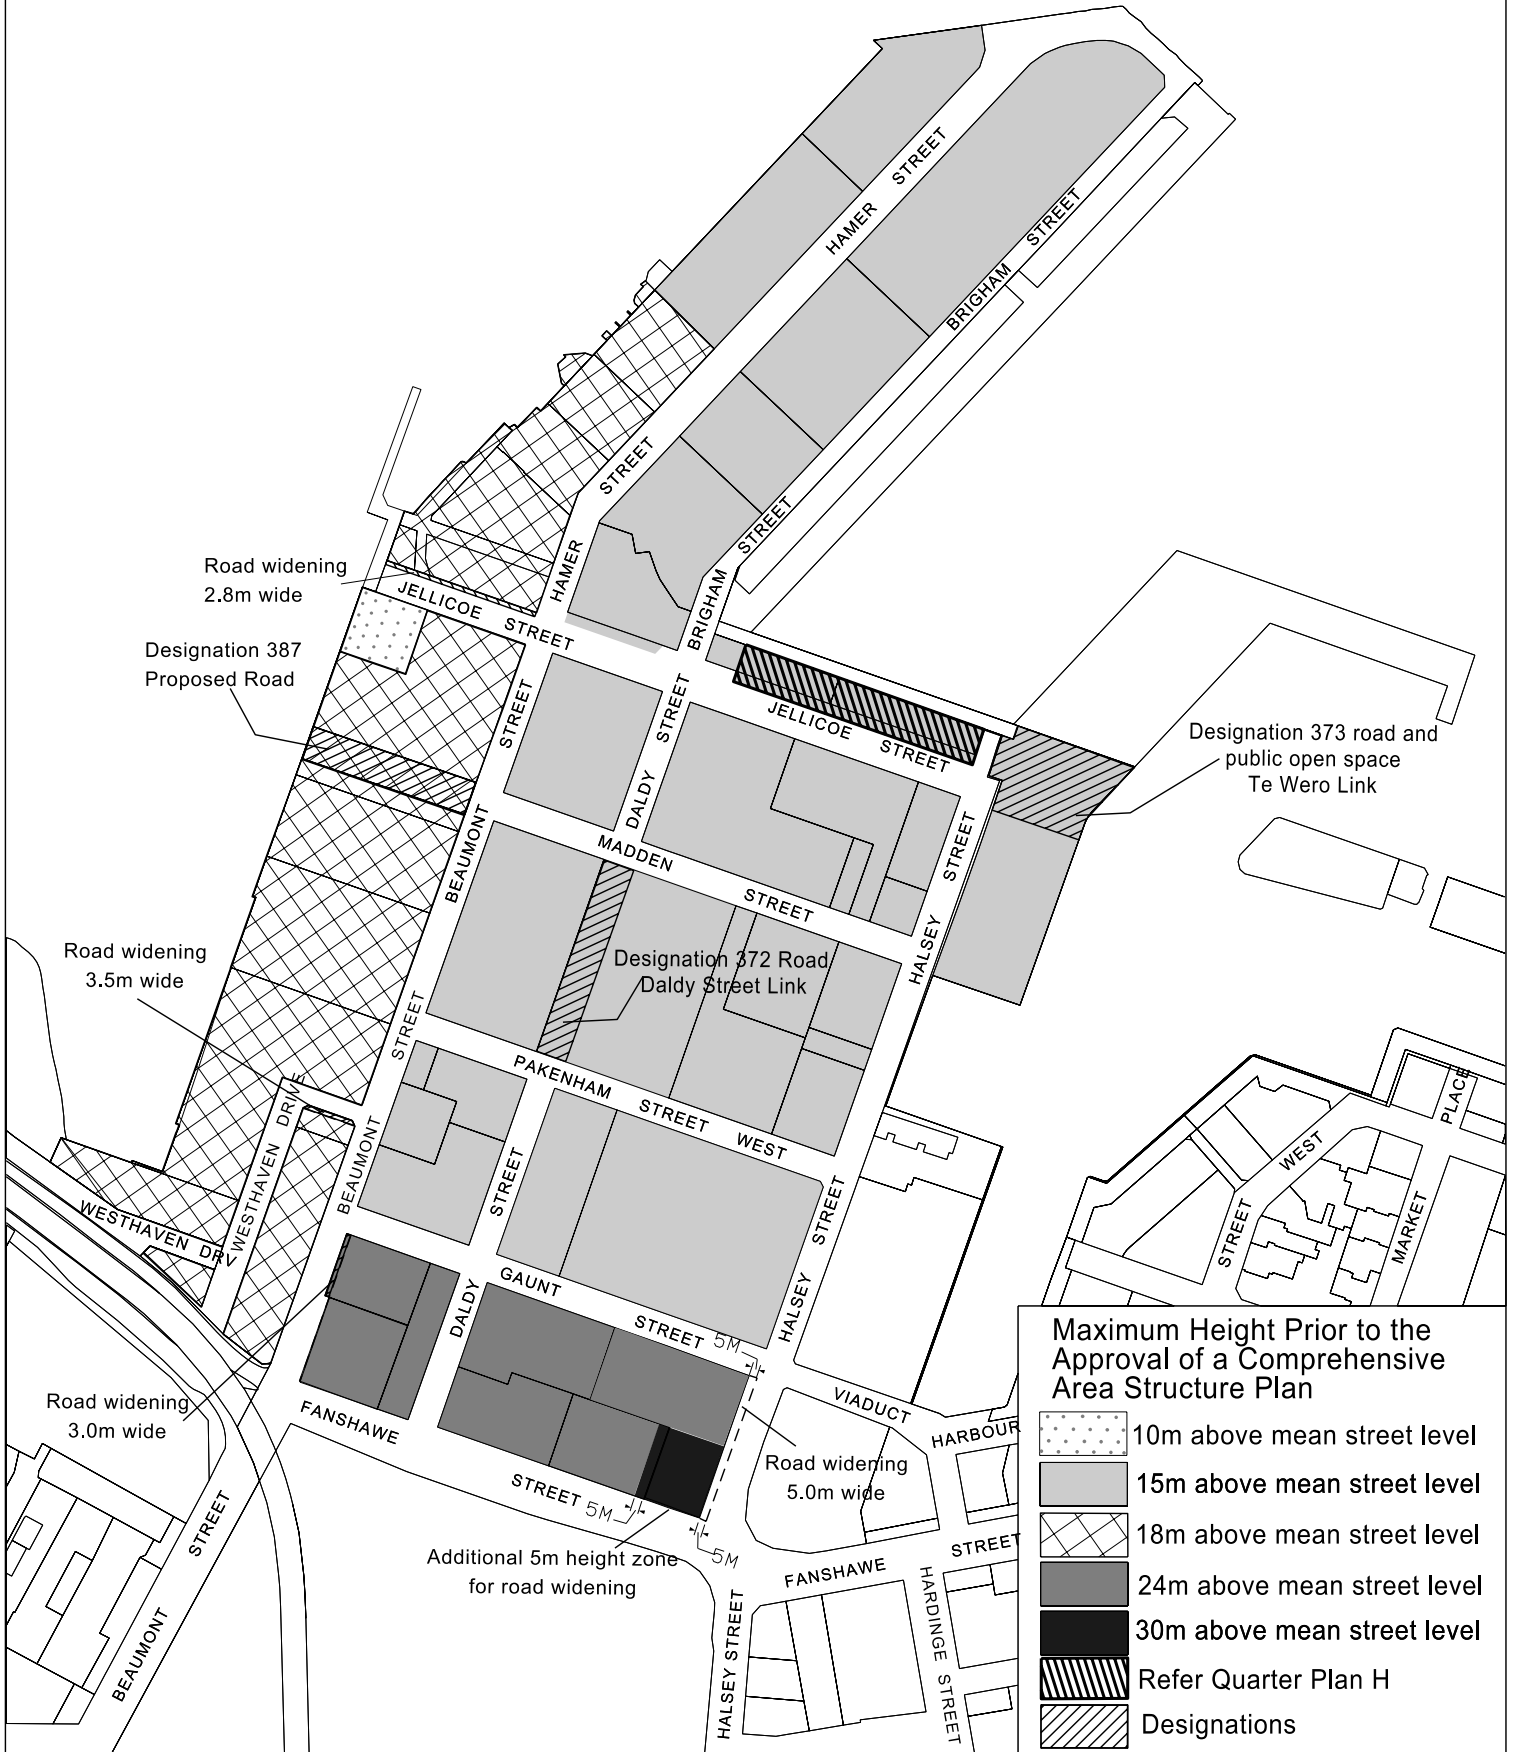 HAMER
STREET
BRIGHAM
STREET
HAMER
STREET
BRIGHAM
STREET
Road widening
2.8m wide
JELLICOE
STREET
Designation 387
Proposed Road
BEAUMONT
STREET
DALDY
STREET
JELLICOE
STREET
Designation 373 road and
public open space
Te Wero Link
MADDEN
STREET
HALSEY
STREET
Designation 372 Road
Daldy Street Link
Road widening
3.5m wide
BEAUMONT
STREET
PAKENHAM
STREET
WEST
WESTHAVEN DRIVE
WESTHAVEN DRV
STREET
DALDY
HALSEY
STREET
GAUNT
STREET
5M
PLACE
WEST
STREET
MARKET
VIADUCT
HARBOUR
Road widening
3.0m wide
FANSHAWE
STREET
5M
5M
Road widening
5.0m wide
Additional 5m height zone
for road widening
FANSHAWE
STREET
HALSEY STREET
HARDINGE STREET
BEAUMONT
STREET
Maximum Height Prior to the
Approval of a Comprehensive
Area Structure Plan
10m above mean street level
15m above mean street level
18m above mean street level
24m above mean street level
30m above mean street level
Refer Quarter Plan H
Designations